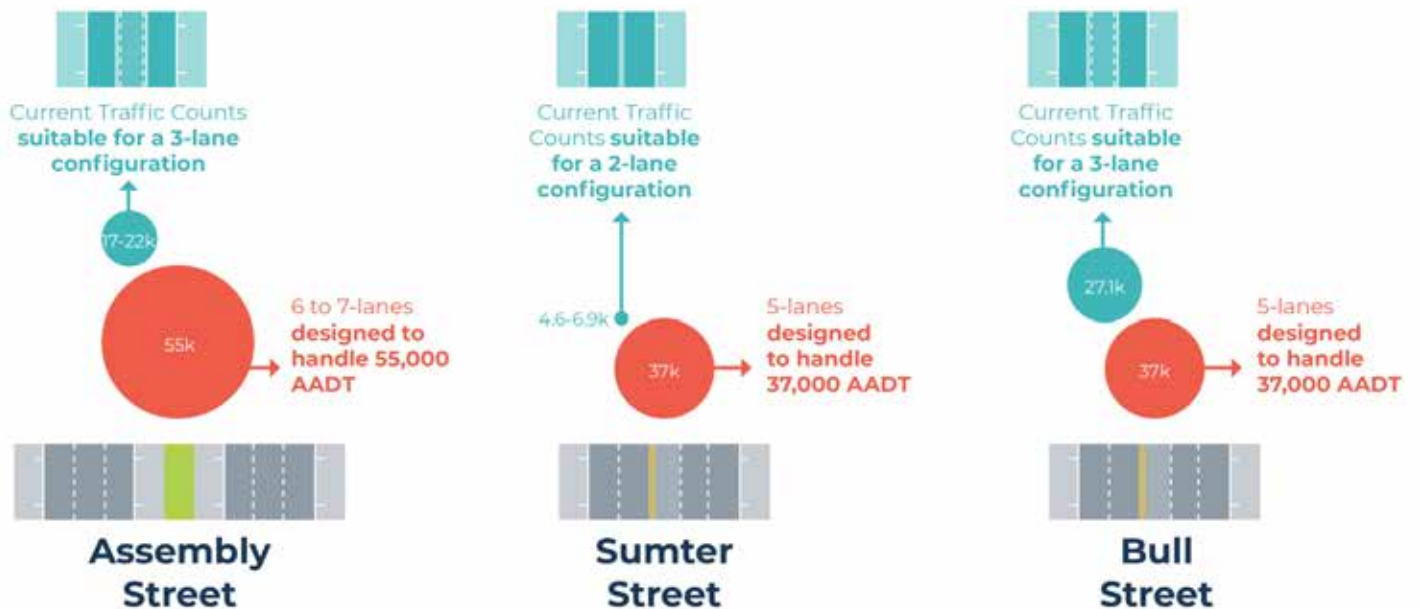 Current Traffic Counts
suitable for a 3-lane
configuration
17-22k
55k
6 to 7-lanes
designed to
handle 55,000
AADT
Assembly
Street
Current Traffic
Counts suitable
for a 2-lane
configuration
4.6-6.9k
37k
5-lanes
designed
to handle
37,000 AADT
Sumter
Street
Current Traffic
Counts suitable
for a 3-lane
configuration
27.1k
37k
5-lanes
designed
to handle
37,000 AADT
Bull
Street